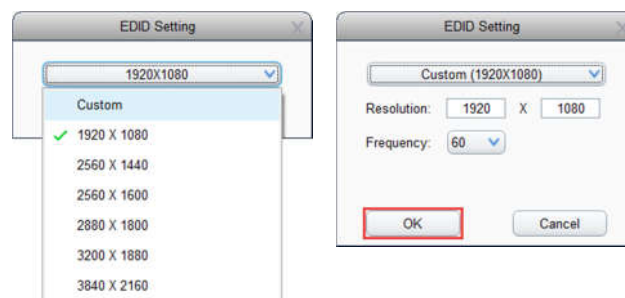 EDID Setting
X
1920X1080
Custom
1920 X 1080
2560 X 1440
2560 X 1600
2880 X 1800
3200 X 1880
3840 X 2160
EDID Setting
X
Custom (1920X1080)
Resolution: 1920 X 1080
Frequency: 60
OK Cancel